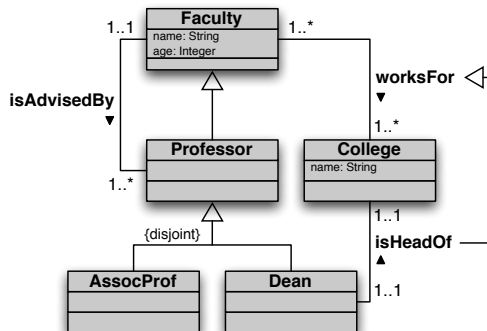 Faculty
name: String
age: Integer
1..1
1..*
isAdvisedBy
worksFor
1..*
1..*
Professor
College
name: String
{disjoint}
1..1
isHeadOf
AssocProf
Dean
1..1